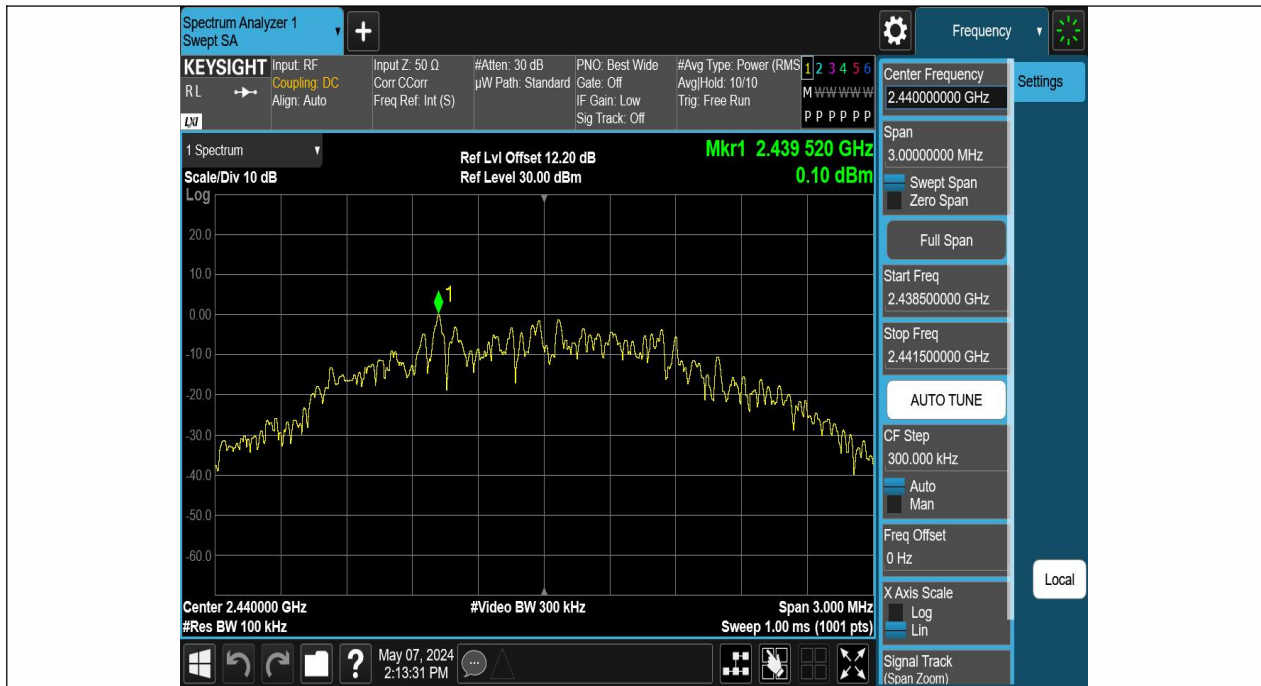 Spectrum Analyzer 1
Swept SA
+
Frequency
KEYSIGHT
R L
LXI
Input: RF
Coupling: DC
Align: Auto
Input Z: 50 Ω
Corr CCorr
Freq Ref: Int (S)
#Atten: 30 dB
µW Path: Standard
PNO: Best Wide
Gate: Off
IF Gain: Low
Sig Track: Off
#Avg Type: Power (RMS
Avg|Hold: 10/10
Trig: Free Run
1 2 3 4 5 6
M W W W W W
P P P P P P
1 Spectrum
Scale/Div 10 dB
Ref Lvl Offset 12.20 dB
Ref Level 30.00 dBm
Mkr1 2.439 520 GHz
0.10 dBm
Log
20.0
10.0
0.00
-10.0
-20.0
-30.0
-40.0
-50.0
-60.0
1
Center 2.440000 GHz
#Res BW 100 kHz
#Video BW 300 kHz
Span 3.000 MHz
Sweep 1.00 ms (1001 pts)
?
May 07, 2024
2:13:31 PM
Center Frequency
2.440000000 GHz
Settings
Span
3.00000000 MHz
Swept Span
Zero Span
Full Span
Start Freq
2.438500000 GHz
Stop Freq
2.441500000 GHz
AUTO TUNE
CF Step
300.000 kHz
Auto
Man
Freq Offset
0 Hz
X Axis Scale
Log
Lin
Local
Signal Track
(Span Zoom)